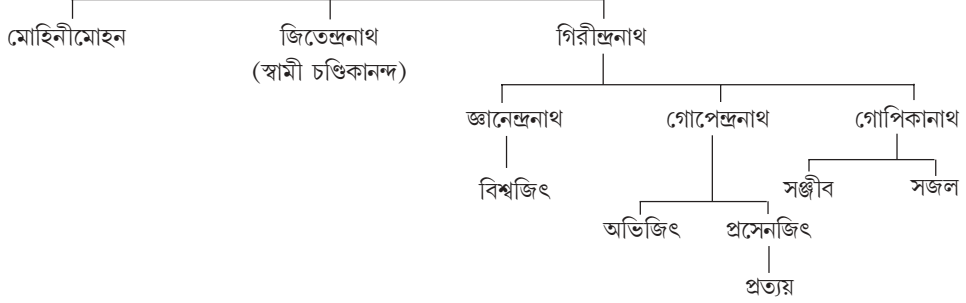 মোহিনীমোহন জিতেন্দ্রনাথ গিরীন্দ্রনাথ
(স্বামী চণ্ডিকানন্দ)
জ্ঞানেন্দ্রনাথ গোপেন্দ্রনাথ গোপিকানাথ
বিশ্বজিৎ সঞ্জীব সজল
অভিজিৎ প্রসেনজিৎ
প্রত্যয়